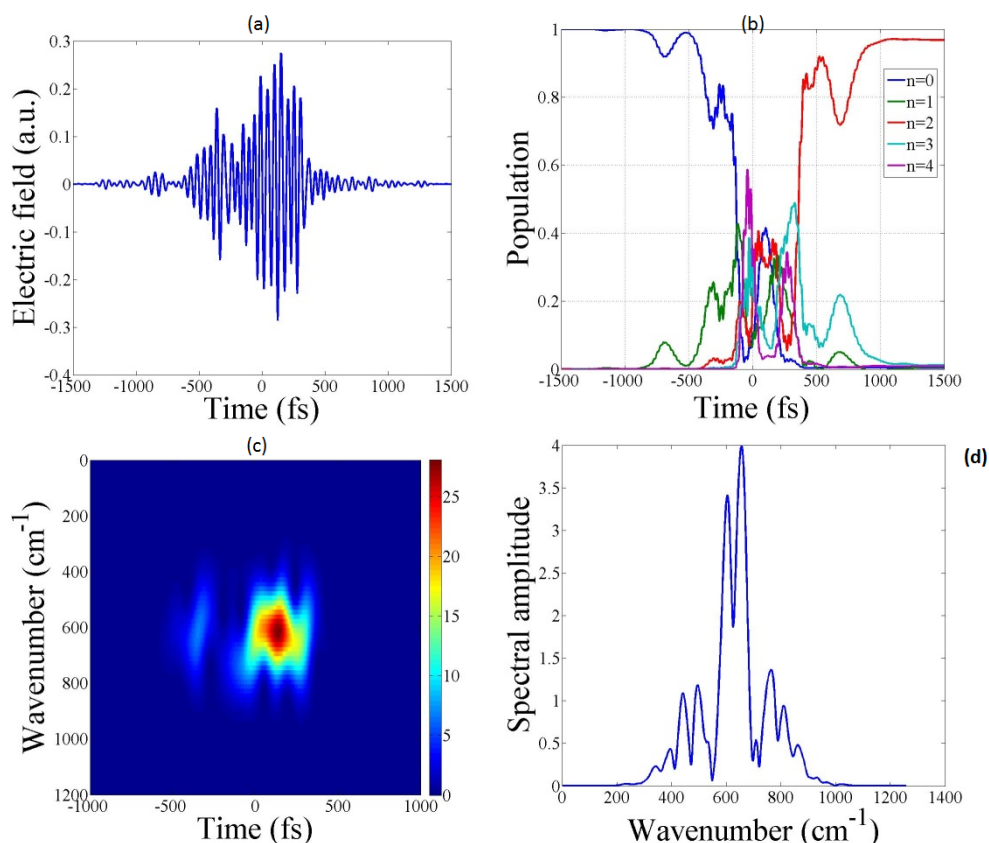 (a)
0.3
0.2
0.1
0
-0.1
-0.2
-0.3
-0.4
Electric field (a.u.)
-1500 -1000 -500 0 500 1000 1500
Time (fs)
(b)
1
0.8
0.6
0.4
0.2
0
Population
n=0
n=1
n=2
n=3
n=4
-1500 -1000 -500 0 500 1000 1500
Time (fs)
(c)
0
200
400
600
800
1000
1200
Wavenumber (cm-1)
25
20
15
10
5
0
-1000 -500 0 500 1000
Time (fs)
(d)
4
3.5
3
2.5
2
1.5
1
0.5
0
Spectral amplitude
0 200 400 600 800 1000 1200 1400
Wavenumber (cm-1)